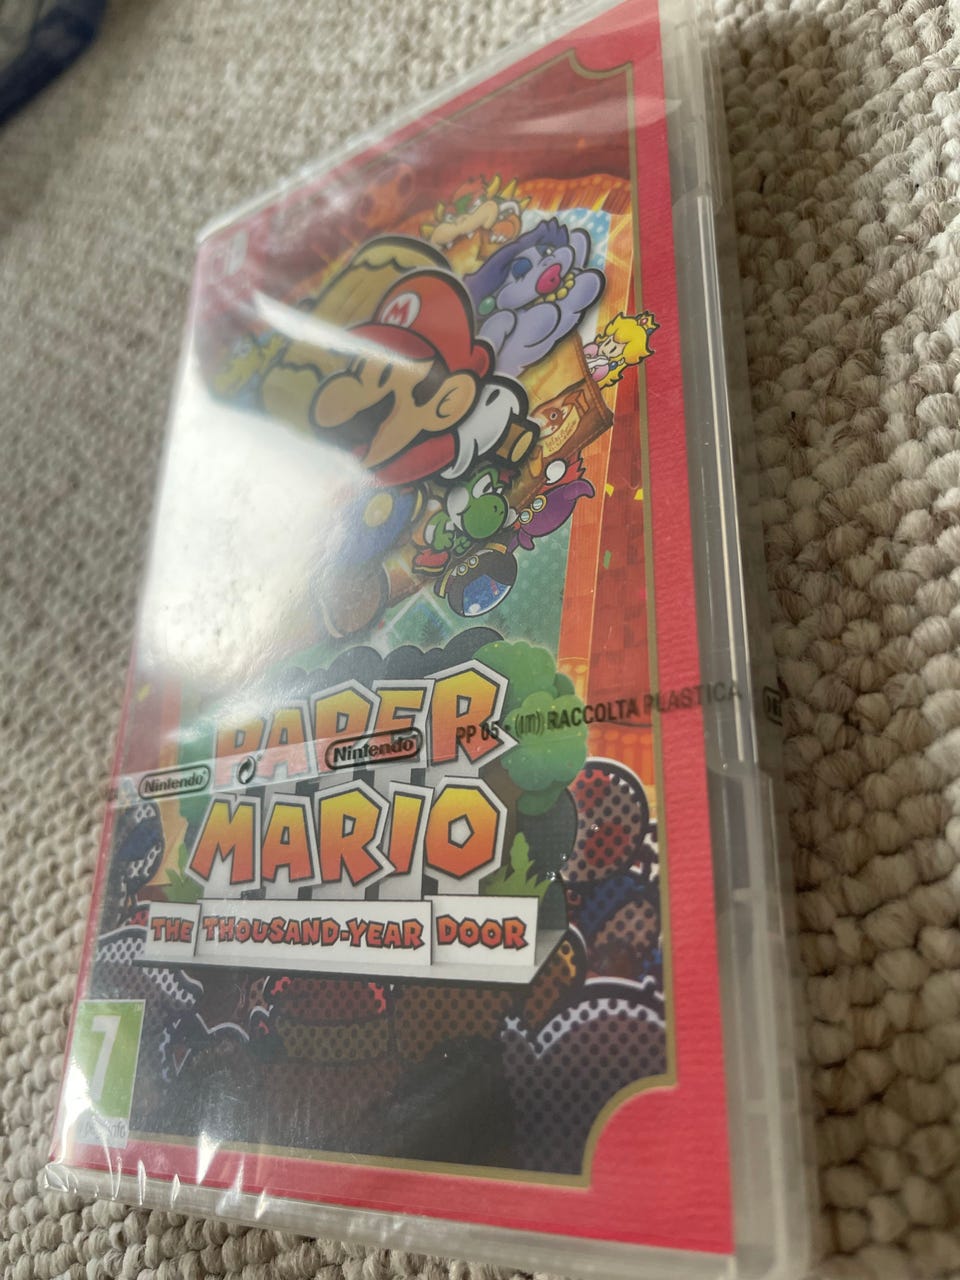 M
PAPER
PP 05 - (m) RACCOLTA PLASTICA
Nintendo
Nintendo
MARIO
THE THOUSAND-YEAR DOOR
7